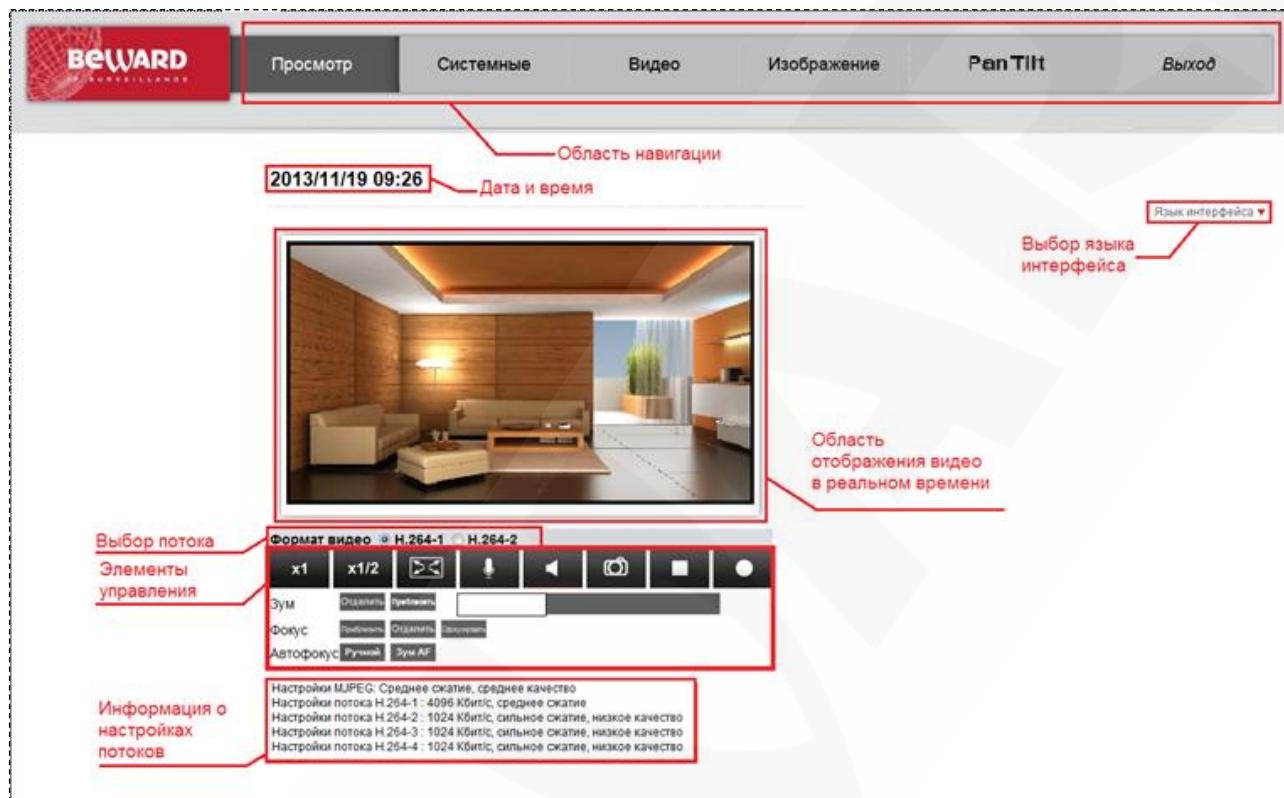 BEWARD
IP SURVEILLANCE
Просмотр
Системные
Видео
Изображение
Pan Tilt
Выход
Область навигации
2013/11/19 09:26
Дата и время
Язык интерфейса
Выбор языка
интерфейса
Область
отображения видео
в реальном времени
Выбор потока
Формат видео H.264-1 H.264-2
Элементы
управления
x1 x1/2
Зум Отдалить Приблизить
Фокус Приблизить Отдалить
Автофокус Ручной Зум AF
Информация о
настройках
потоков
Настройки MJPEG: Среднее сжатие, среднее качество
Настройки потока H.264-1 : 4096 Кбит/с, среднее сжатие
Настройки потока H.264-2 : 1024 Кбит/с, сильное сжатие, низкое качество
Настройки потока H.264-3 : 1024 Кбит/с, сильное сжатие, низкое качество
Настройки потока H.264-4 : 1024 Кбит/с, сильное сжатие, низкое качество